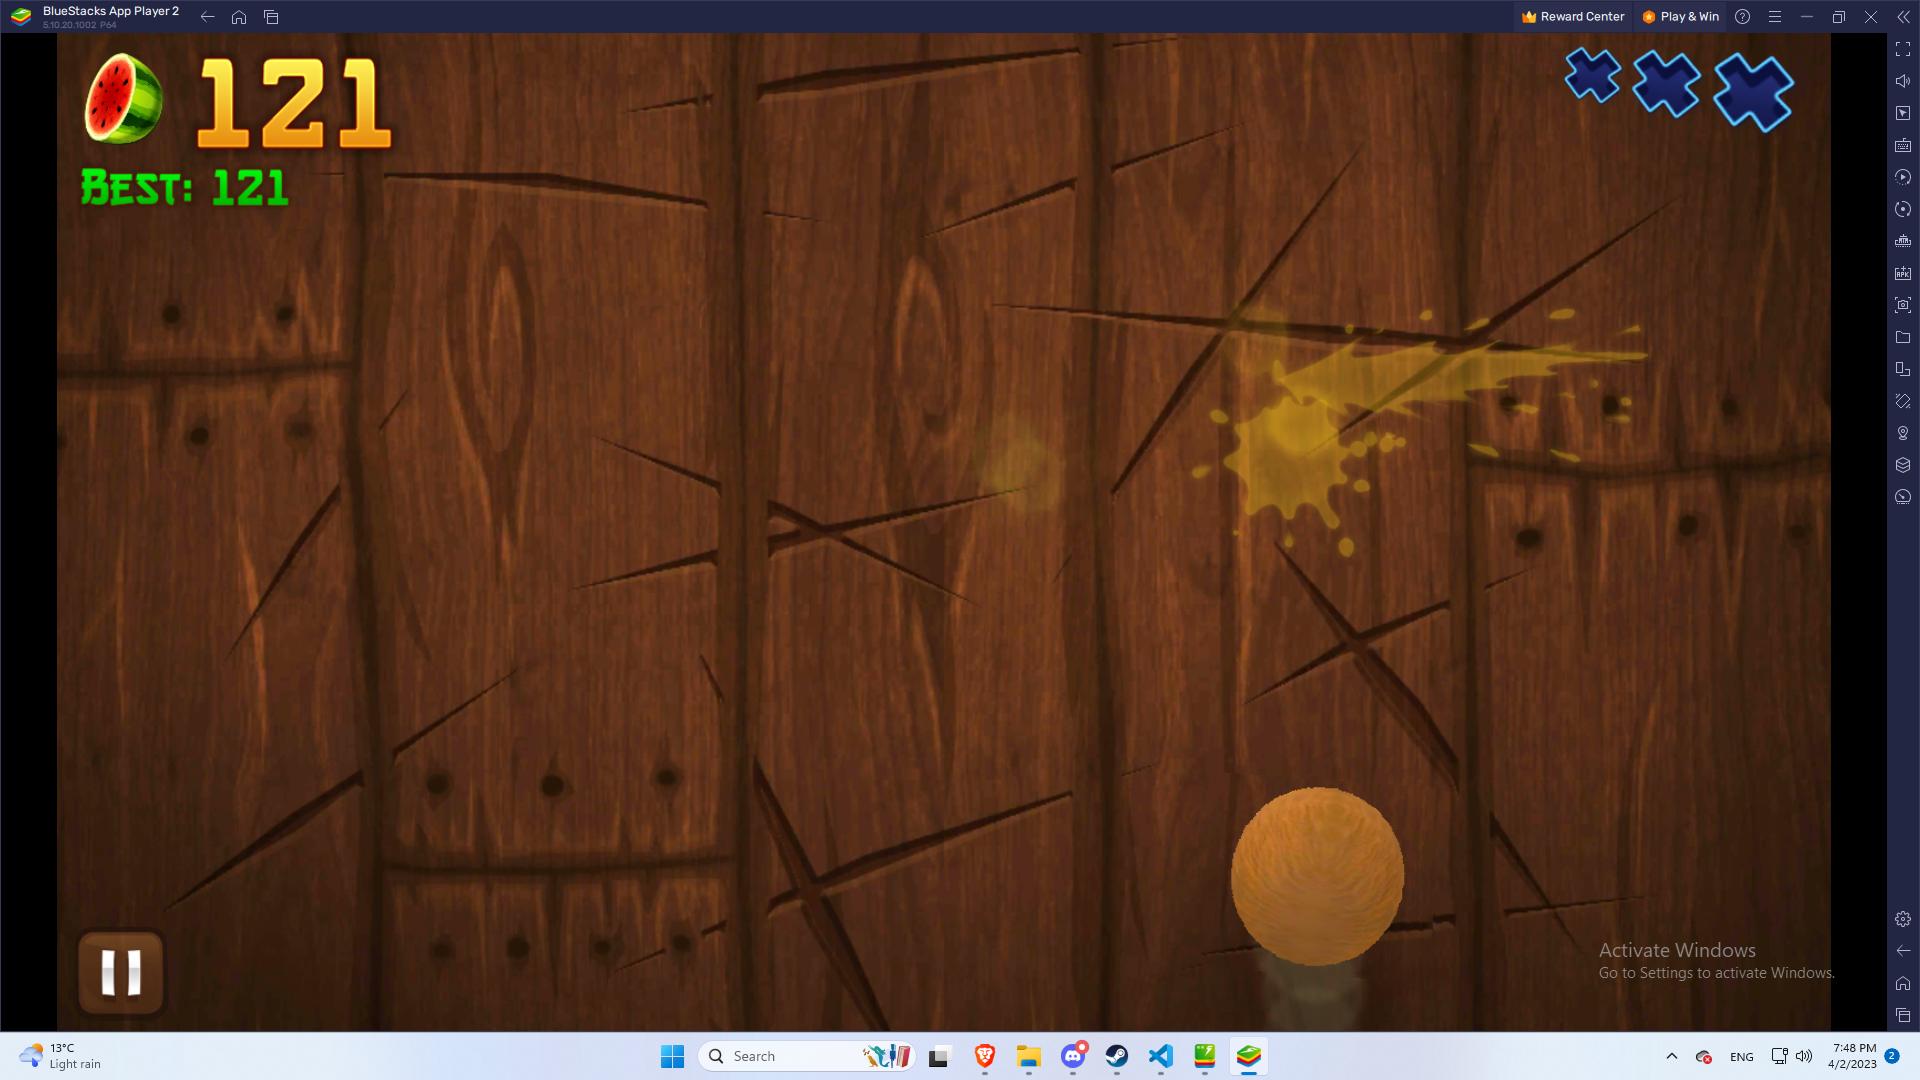 BlueStacks App Player 2
5.10.20.1002 P64
Reward Center
Play & Win
121
BEST: 121
Activate Windows
Go to Settings to activate Windows.
13°C
Light rain
Search
ENG
7:48 PM
4/2/2023
2